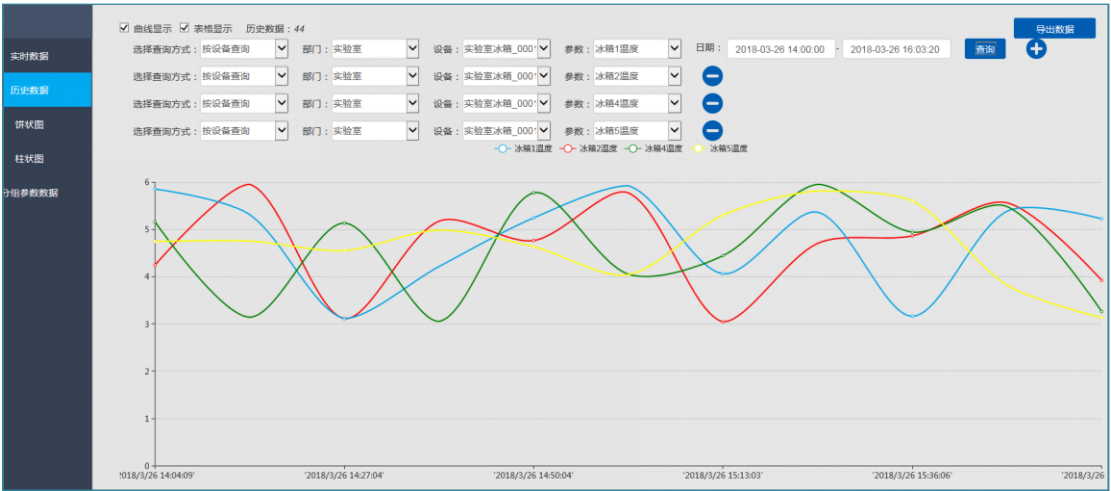 曲线显示 表格显示 历史数据：44
导出数据
选择查询方式：按设备查询 部门：实验室 设备：实验室冰箱_0001 参数：冰箱1温度 日期： 2018-03-26 14:00:00 - 2018-03-26 16:03:20 查询
选择查询方式：按设备查询 部门：实验室 设备：实验室冰箱_0001 参数：冰箱2温度
选择查询方式：按设备查询 部门：实验室 设备：实验室冰箱_0001 参数：冰箱4温度
选择查询方式：按设备查询 部门：实验室 设备：实验室冰箱_0001 参数：冰箱5温度
实时数据
历史数据
饼状图
柱状图
分组参数数据
冰箱1温度 冰箱2温度 冰箱4温度 冰箱5温度
6
5
4
3
2
1
0
'2018/3/26 14:04:09' '2018/3/26 14:27:04' '2018/3/26 14:50:04' '2018/3/26 15:13:03' '2018/3/26 15:36:06' '2018/3/26